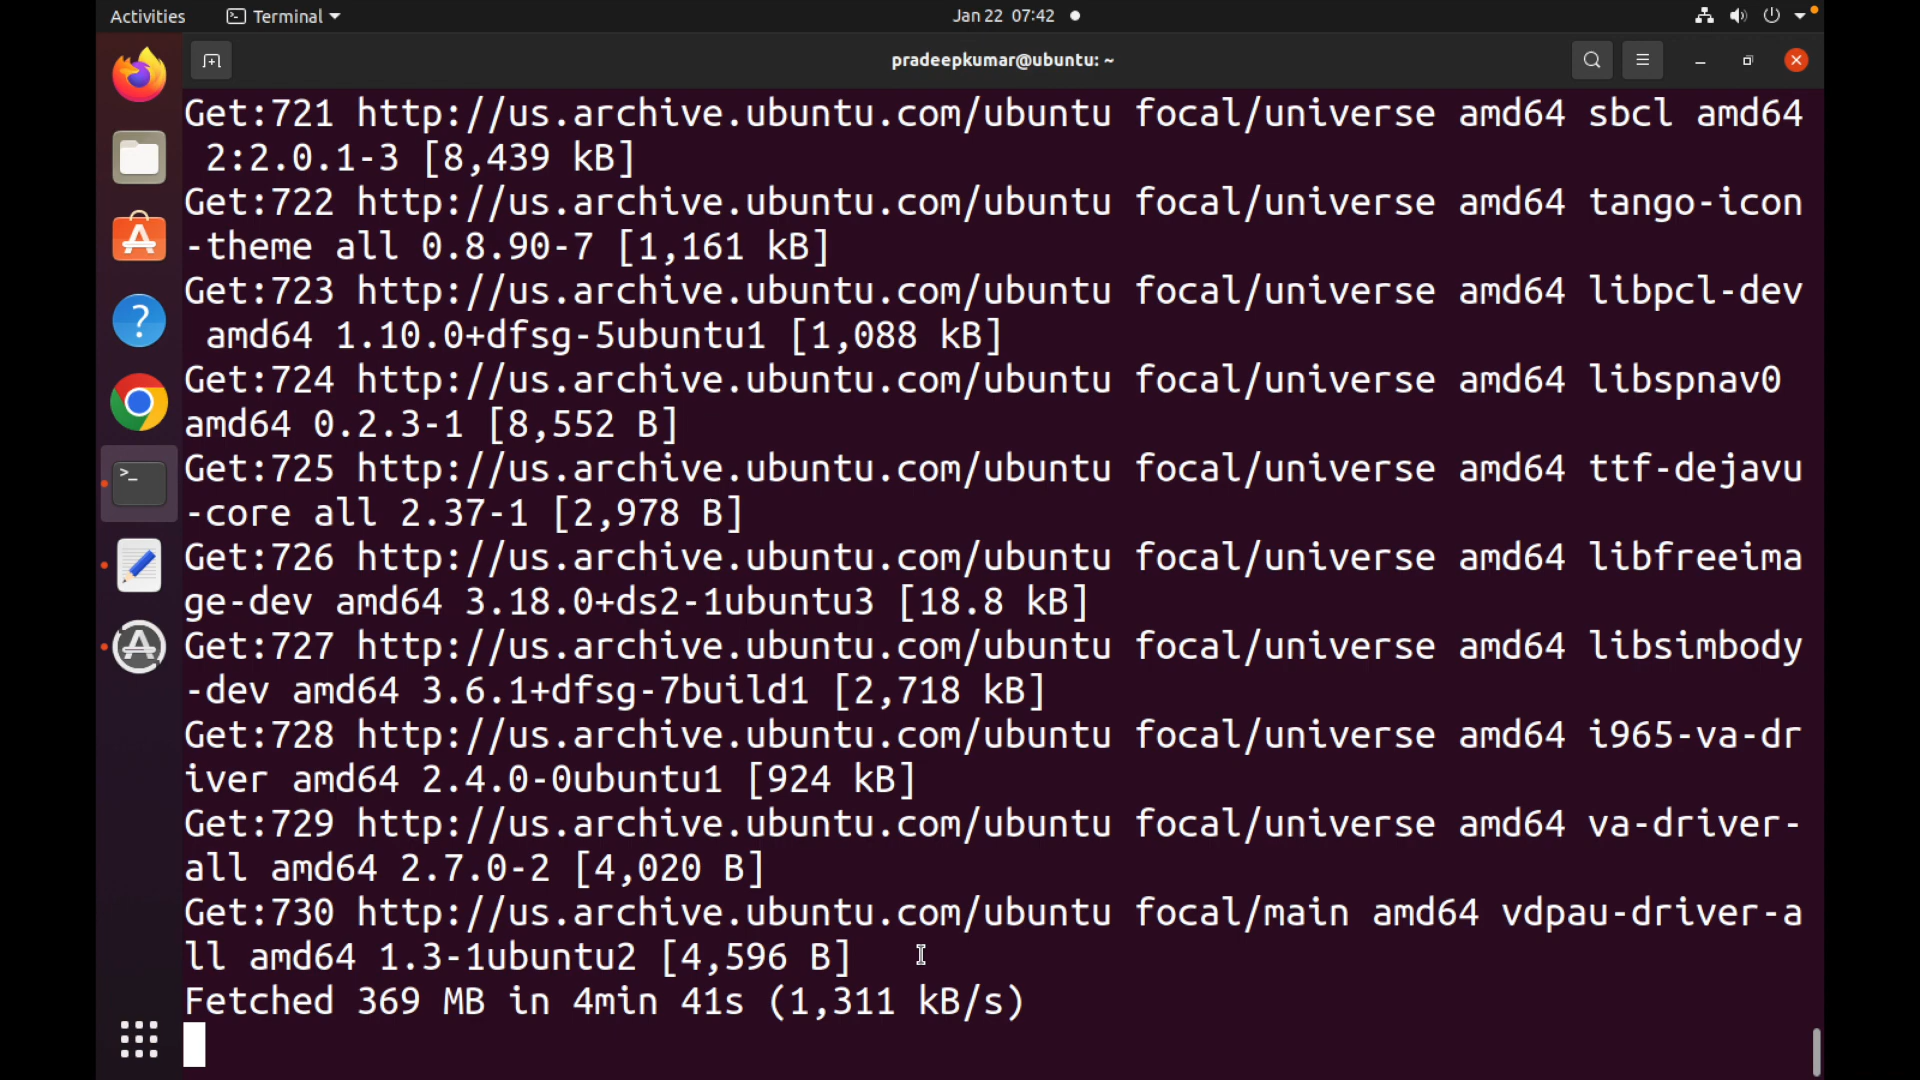 Activities Terminal Jan 22 07:42
pradeepkumar@ubuntu: ~
Get:721 http://us.archive.ubuntu.com/ubuntu focal/universe amd64 sbcl amd64
2:2.0.1-3 [8,439 kB]
Get:722 http://us.archive.ubuntu.com/ubuntu focal/universe amd64 tango-icon
-theme all 0.8.90-7 [1,161 kB]
Get:723 http://us.archive.ubuntu.com/ubuntu focal/universe amd64 libpcl-dev
amd64 1.10.0+dfsg-5ubuntu1 [1,088 kB]
Get:724 http://us.archive.ubuntu.com/ubuntu focal/universe amd64 libspnav0
amd64 0.2.3-1 [8,552 B]
Get:725 http://us.archive.ubuntu.com/ubuntu focal/universe amd64 ttf-dejavu
-core all 2.37-1 [2,978 B]
Get:726 http://us.archive.ubuntu.com/ubuntu focal/universe amd64 libfreeima
ge-dev amd64 3.18.0+ds2-1ubuntu3 [18.8 kB]
Get:727 http://us.archive.ubuntu.com/ubuntu focal/universe amd64 libsimbody
-dev amd64 3.6.1+dfsg-7build1 [2,718 kB]
Get:728 http://us.archive.ubuntu.com/ubuntu focal/universe amd64 i965-va-dr
iver amd64 2.4.0-0ubuntu1 [924 kB]
Get:729 http://us.archive.ubuntu.com/ubuntu focal/universe amd64 va-driver-
all amd64 2.7.0-2 [4,020 B]
Get:730 http://us.archive.ubuntu.com/ubuntu focal/main amd64 vdpau-driver-a
ll amd64 1.3-1ubuntu2 [4,596 B]
Fetched 369 MB in 4min 41s (1,311 kB/s)